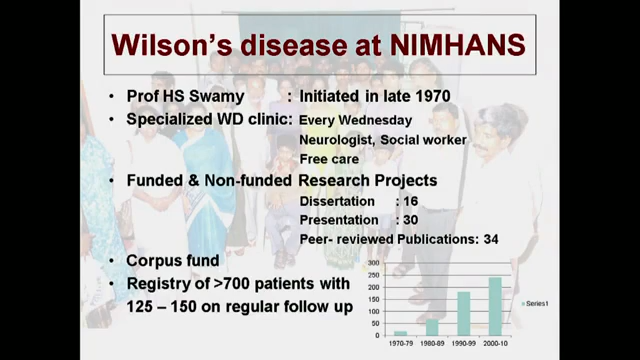 Wilson's disease at NIMHANS
• Prof HS Swamy : Initiated in late 1970
• Specialized WD clinic: Every Wednesday
Neurologist, Social worker
Free care
• Funded & Non-funded Research Projects
Dissertation : 16
Presentation : 30
Peer- reviewed Publications: 34
• Corpus fund
• Registry of >700 patients with
125 – 150 on regular follow up
300
250
200
150
100
50
0
1970-79 1980-89 1990-99 2000-10
Series1